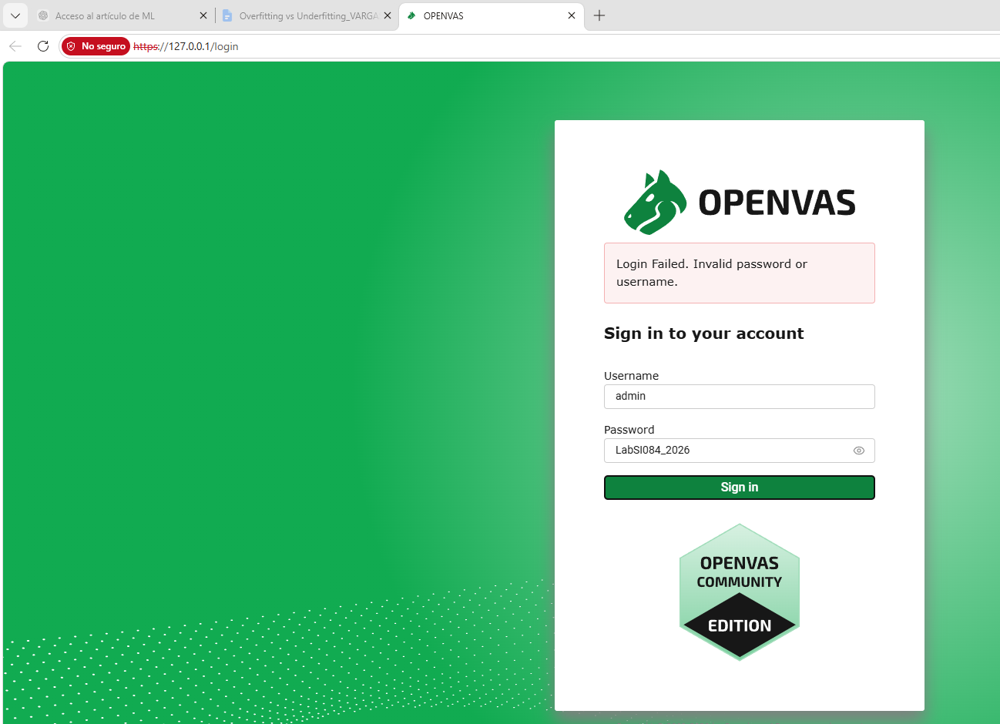 Acceso al artículo de ML
Overfitting vs Underfitting_VARGA
OPENVAS
No seguro
https://127.0.0.1/login
OPENVAS
Login Failed. Invalid password or
username.
Sign in to your account
Username
admin
Password
LabSI084_2026
Sign in
OPENVAS
COMMUNITY
EDITION